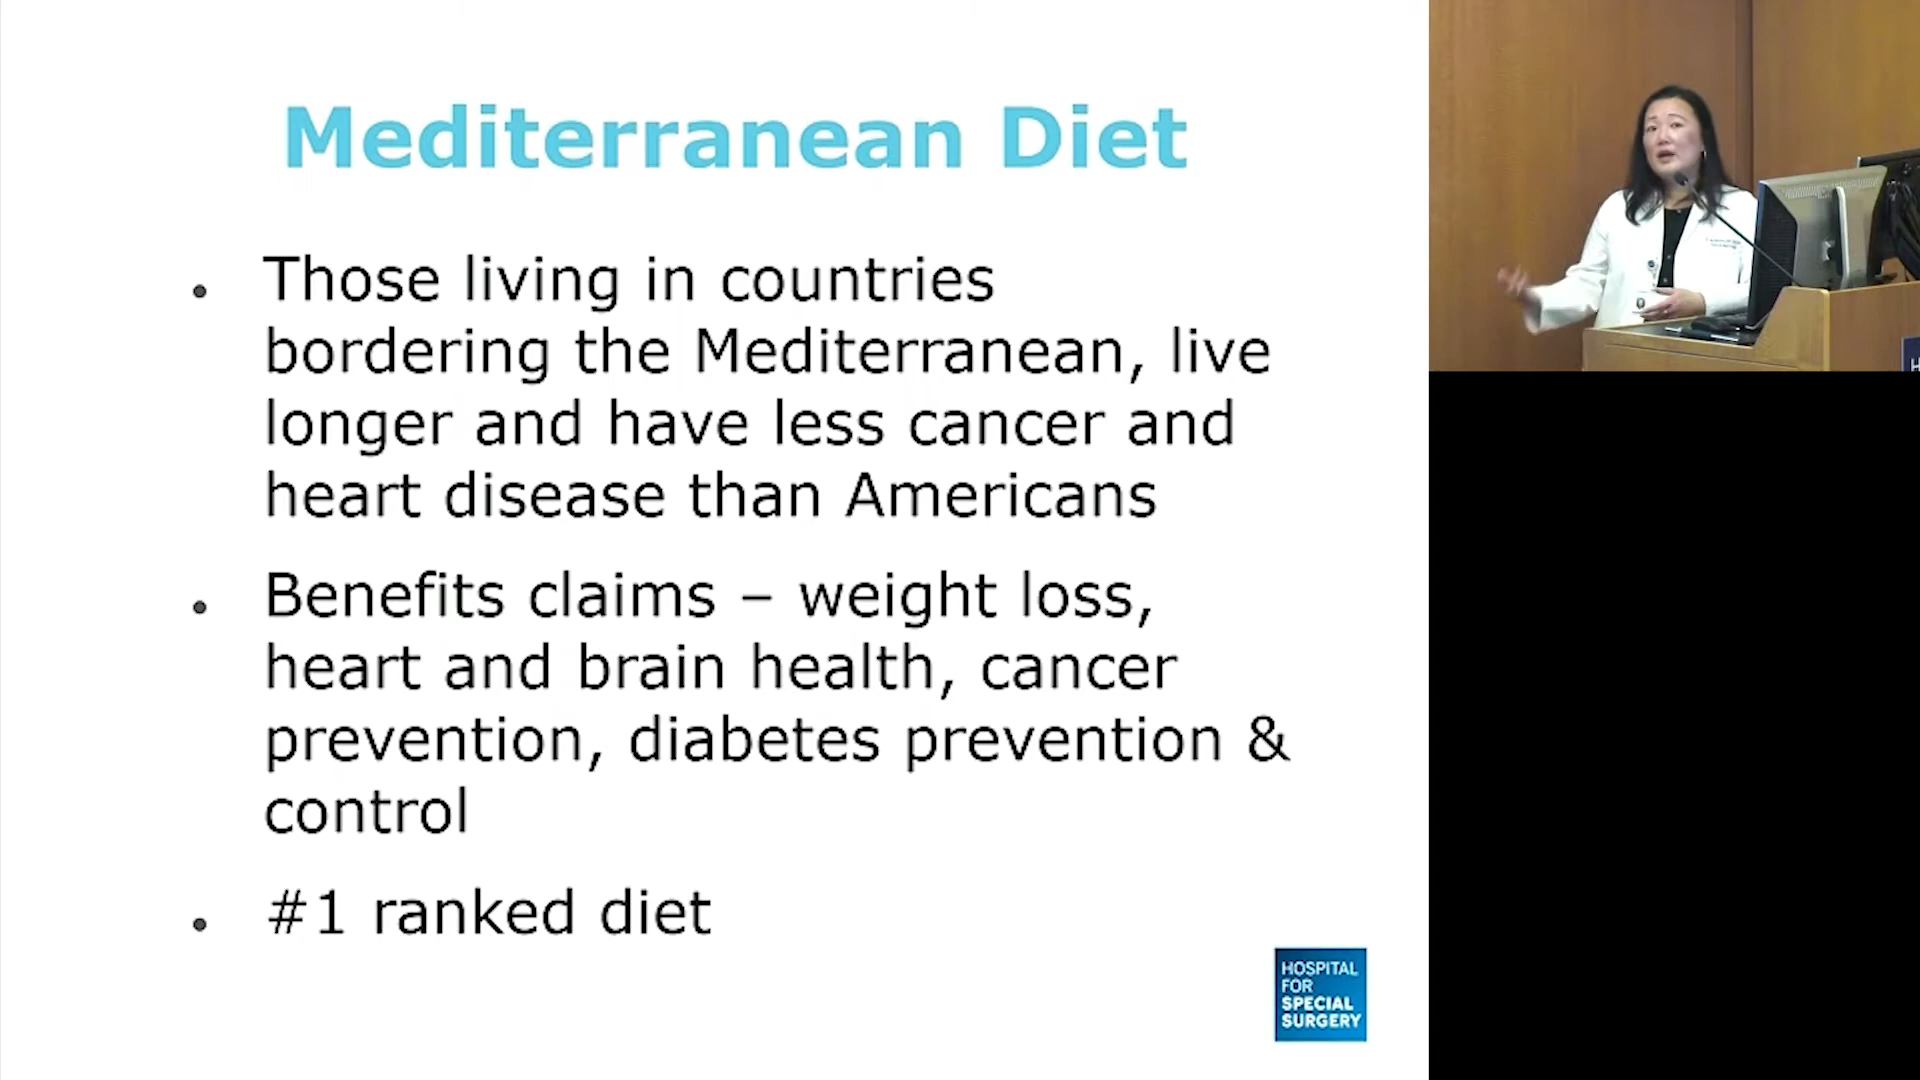 Mediterranean Diet
• Those living in countries
bordering the Mediterranean, live
longer and have less cancer and
heart disease than Americans
• Benefits claims – weight loss,
heart and brain health, cancer
prevention, diabetes prevention &
control
• #1 ranked diet
HOSPITAL
FOR
SPECIAL
SURGERY